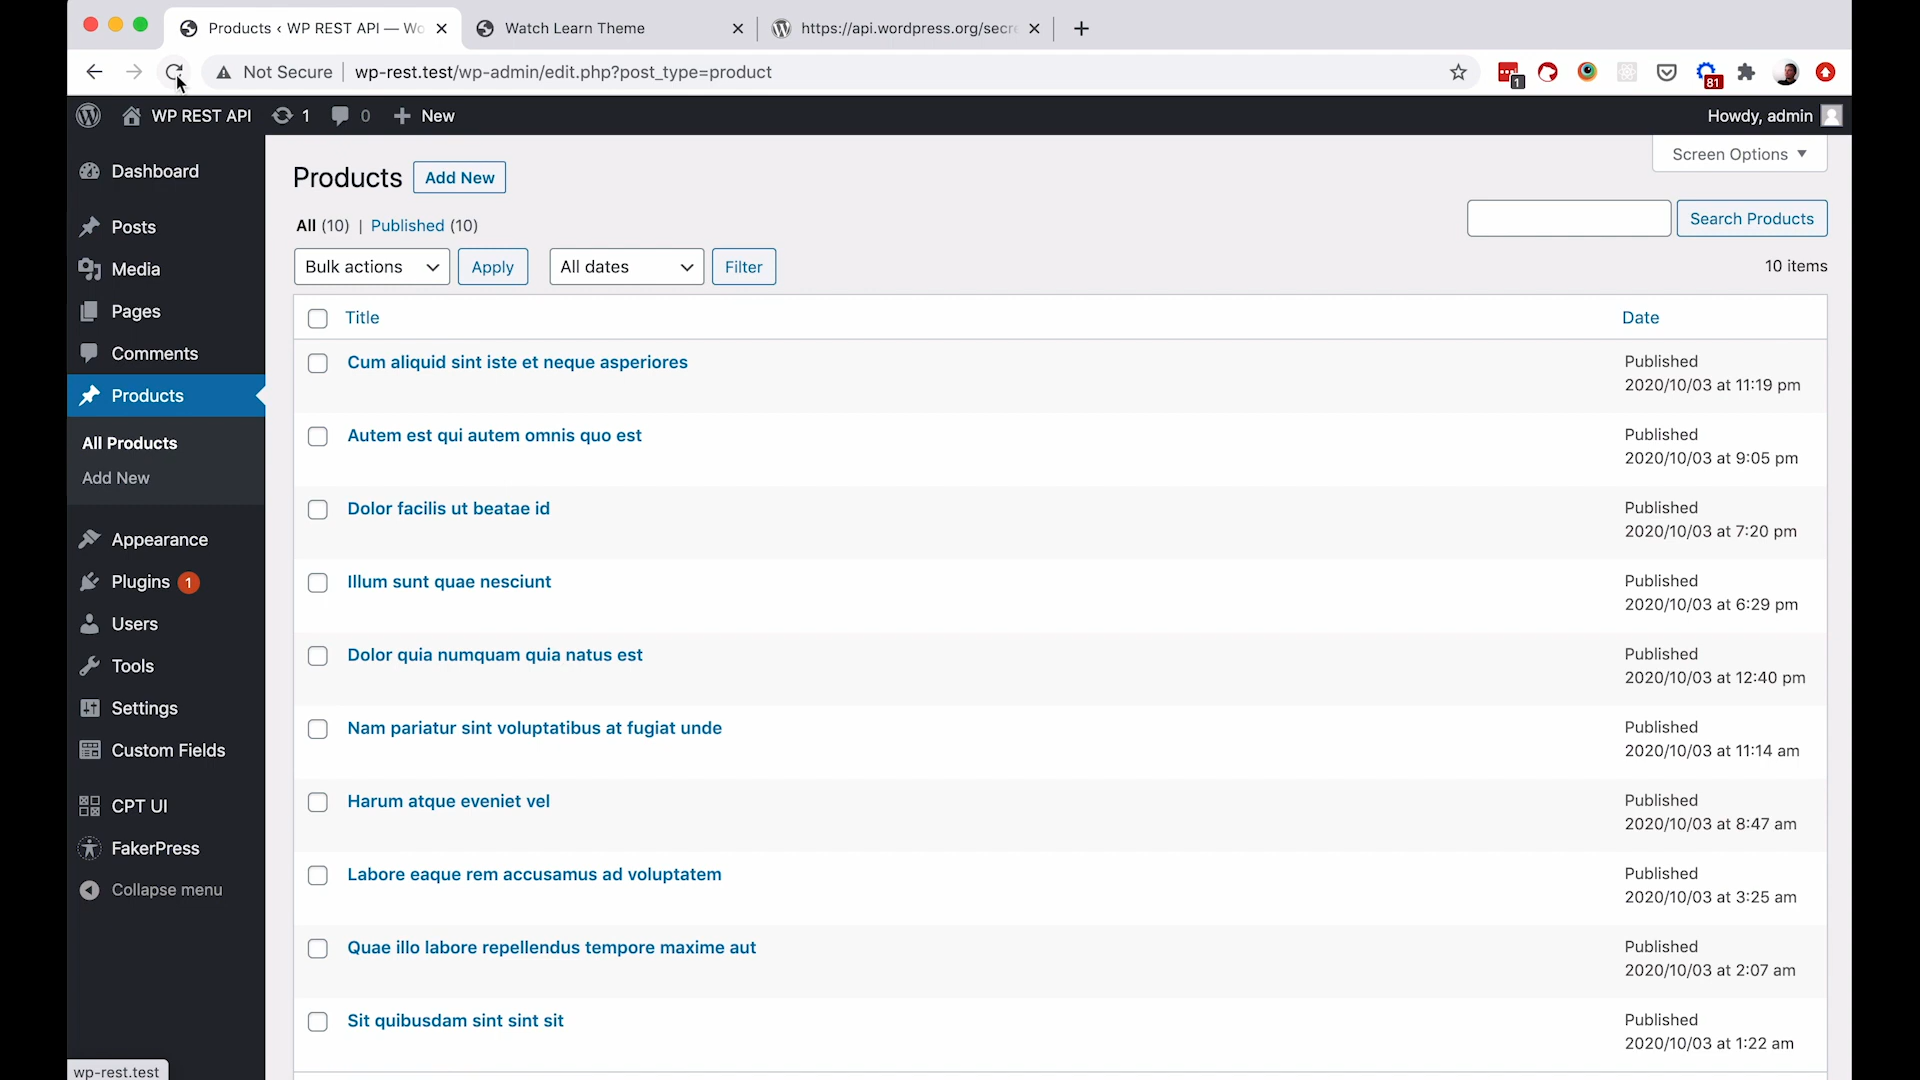 Products ‹ WP REST API — Wo
Watch Learn Theme
https://api.wordpress.org/secre
Not Secure
wp-rest.test/wp-admin/edit.php?post_type=product
1
81
WP REST API
1
0
New
Howdy, admin
Dashboard
Posts
Media
Pages
Comments
Products
All Products
Add New
Appearance
Plugins 1
Users
Tools
Settings
Custom Fields
CPT UI
FakerPress
Collapse menu
wp-rest.test
Screen Options
Products
Add New
All (10) | Published (10)
Search Products
Bulk actions
Apply
All dates
Filter
10 items
Title
Date
Cum aliquid sint iste et neque asperiores
Published
2020/10/03 at 11:19 pm
Autem est qui autem omnis quo est
Published
2020/10/03 at 9:05 pm
Dolor facilis ut beatae id
Published
2020/10/03 at 7:20 pm
Illum sunt quae nesciunt
Published
2020/10/03 at 6:29 pm
Dolor quia numquam quia natus est
Published
2020/10/03 at 12:40 pm
Nam pariatur sint voluptatibus at fugiat unde
Published
2020/10/03 at 11:14 am
Harum atque eveniet vel
Published
2020/10/03 at 8:47 am
Labore eaque rem accusamus ad voluptatem
Published
2020/10/03 at 3:25 am
Quae illo labore repellendus tempore maxime aut
Published
2020/10/03 at 2:07 am
Sit quibusdam sint sint sit
Published
2020/10/03 at 1:22 am